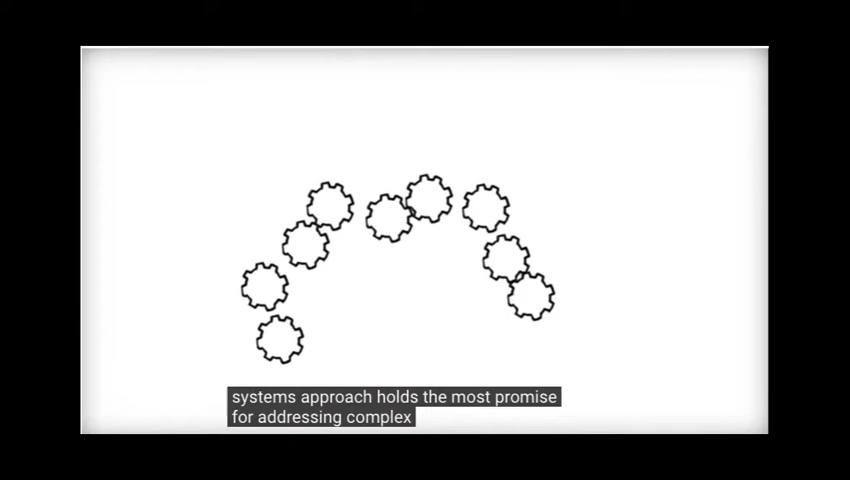 systems approach holds the most promise
for addressing complex